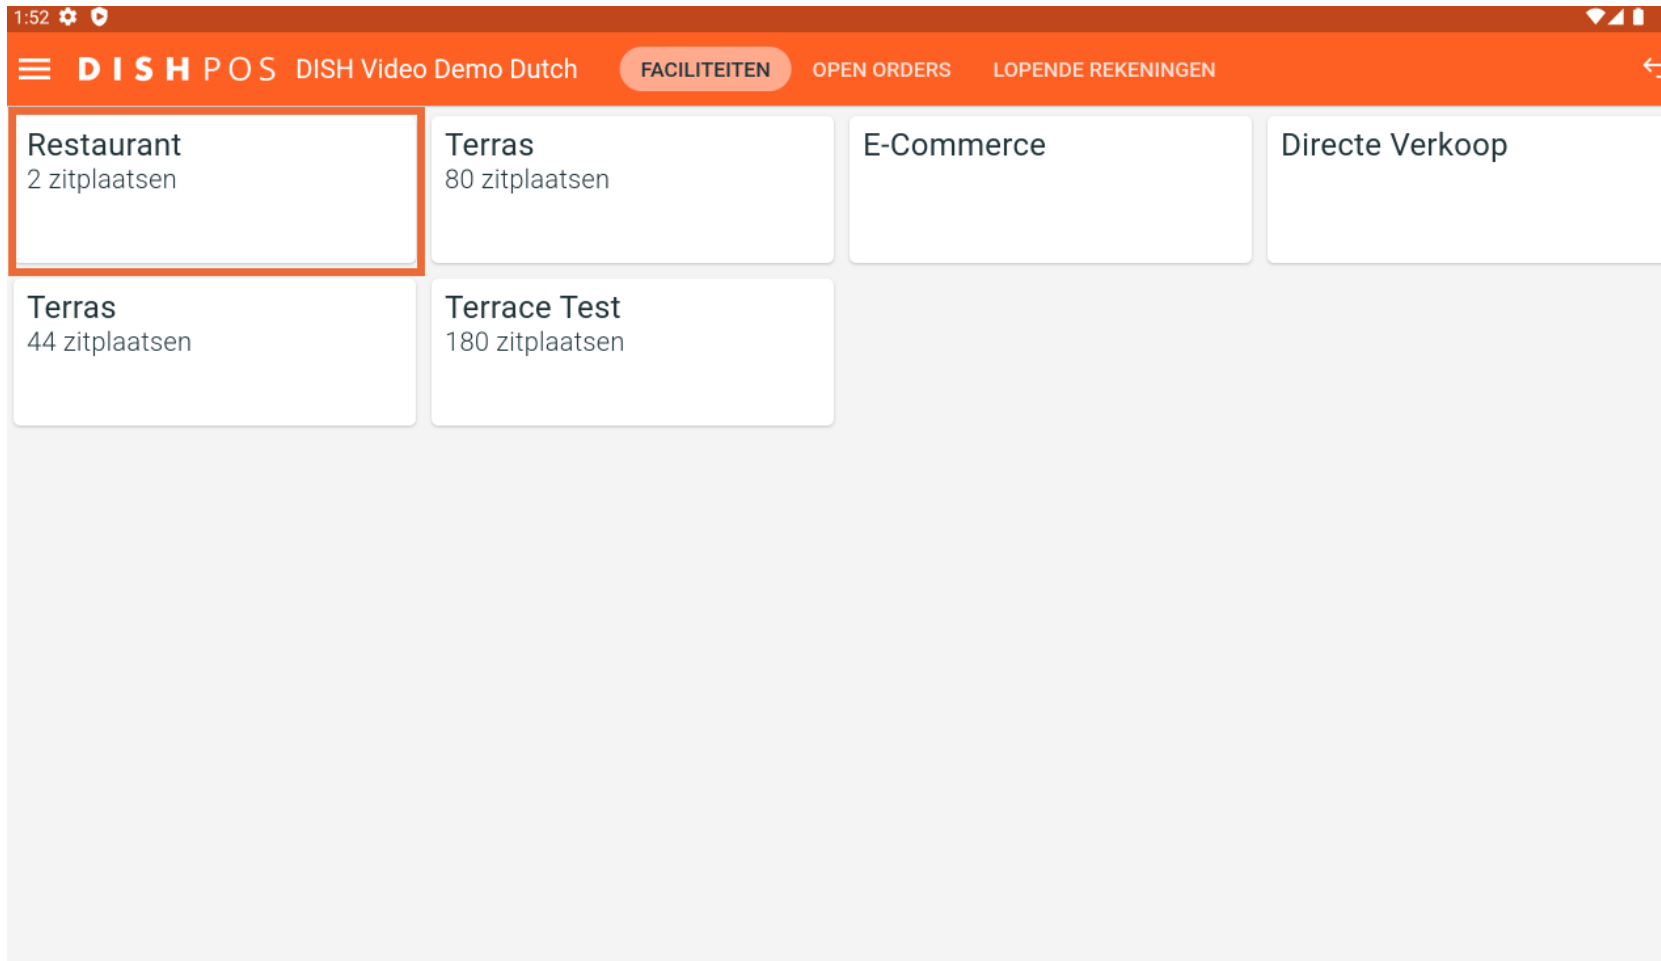 1:52
DISH POS DISH Video Demo Dutch FACILITEITEN OPEN ORDERS LOPENDE REKENINGEN
Restaurant
2 zitplaatsen
Terras
80 zitplaatsen
E-Commerce
Directe Verkoop
Terras
44 zitplaatsen
Terrace Test
180 zitplaatsen